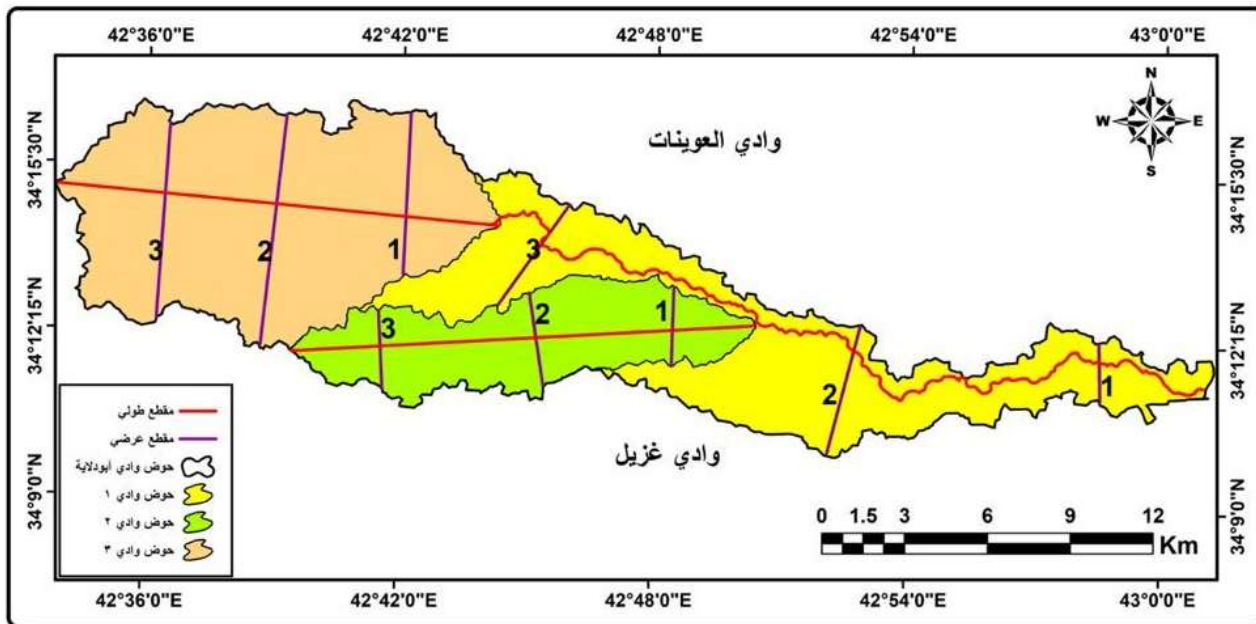 42°36'0"E 42°42'0"E 42°48'0"E 42°54'0"E 43°0'0"E
N
W E
S
34°15'30"N
34°15'30"N
وادي العوينات
3 2 1 3
2 1
3
34°12'15"N
34°12'15"N
2 1
وادي غزيل
مقطع طولي
مقطع عرضي
حوض وادي أبودلاية
حوض وادي ١
حوض وادي ٢
حوض وادي ٣
34°9'0"N
34°9'0"N
0 1.5 3 6 9 12
Km
42°36'0"E 42°42'0"E 42°48'0"E 42°54'0"E 43°0'0"E